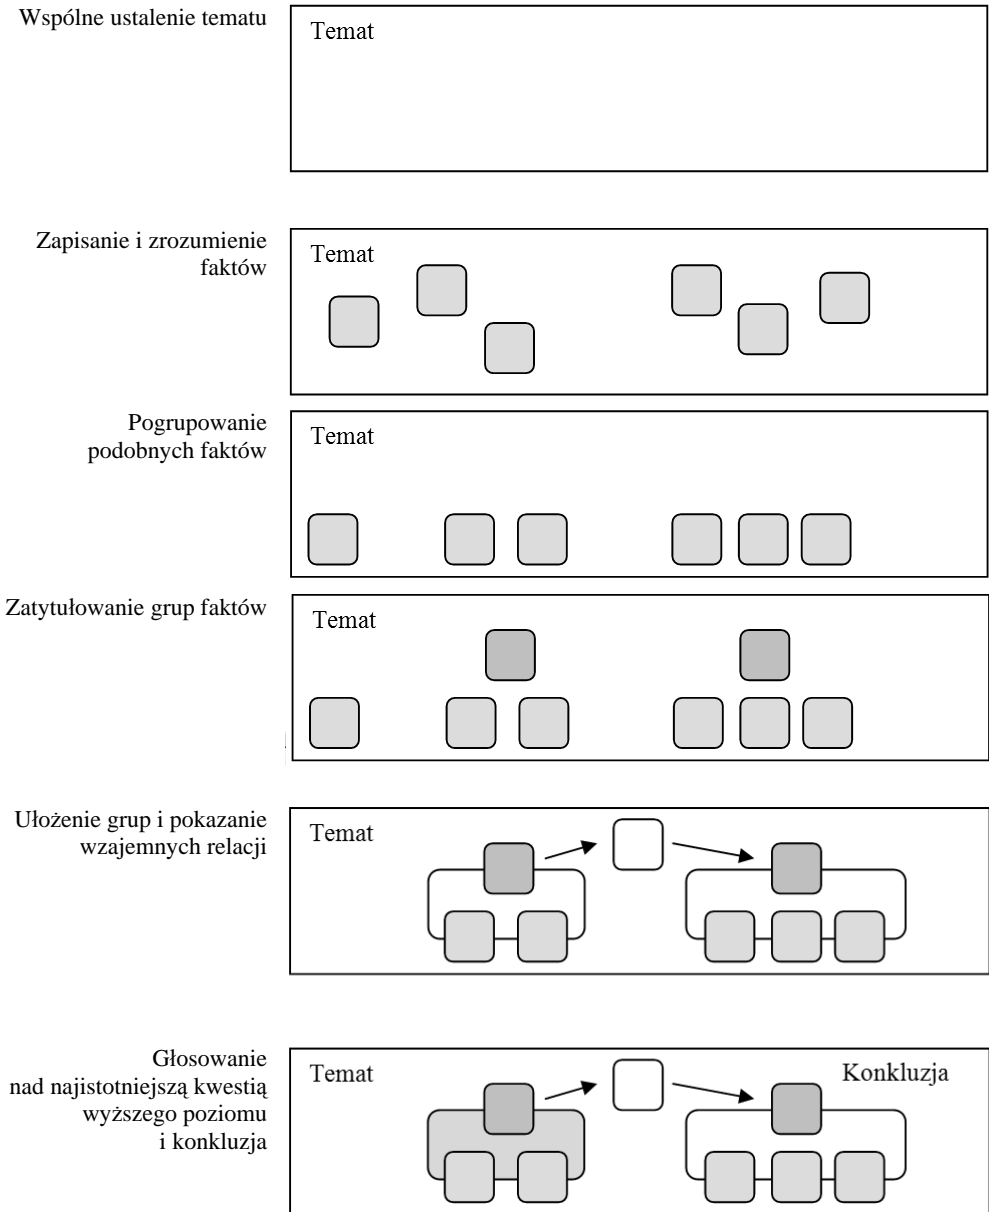 Wspólne ustalenie tematu
Temat
Zapisanie i zrozumienie
faktów
Temat
Pogrupowanie
podobnych faktów
Temat
Zatytułowanie grup faktów
Temat
Ułożenie grup i pokazanie
wzajemnych relacji
Temat
Głosowanie
nad najistotniejszą kwestią
wyższego poziomu
i konkluzja
Temat
Konkluzja